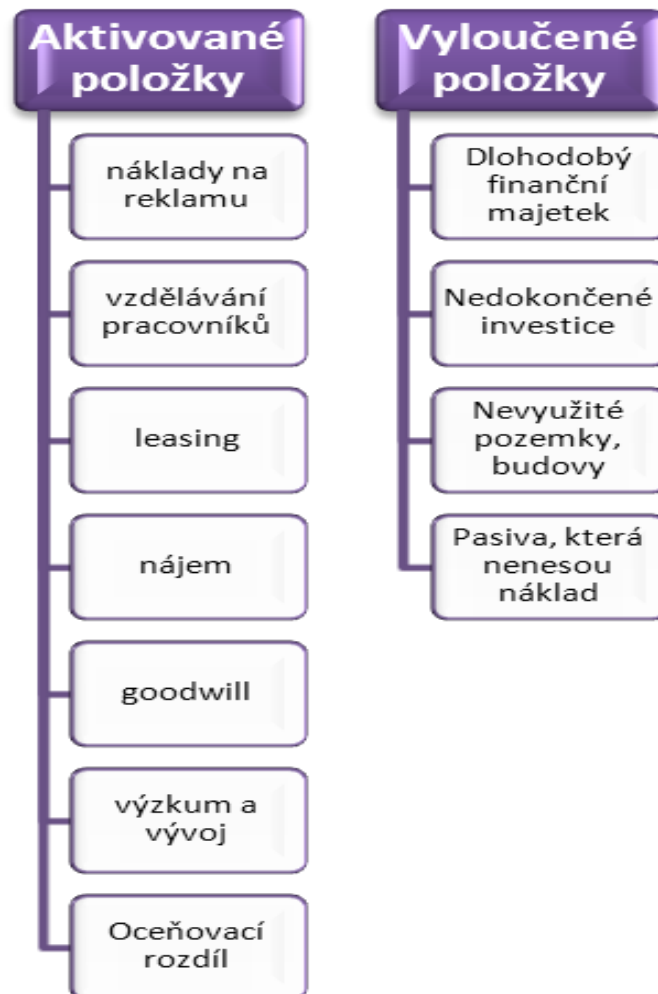 Aktivované
položky
náklady na
reklamu
vzdělávání
pracovníků
leasing
nájem
goodwill
výzkum a
vývoj
Oceňovací
rozdíl
Vyloučené
položky
Dlohodobý
finanční
majetek
Nedokončené
investice
Nevyužité
pozemky,
budovy
Pasiva, která
nenesou
náklad